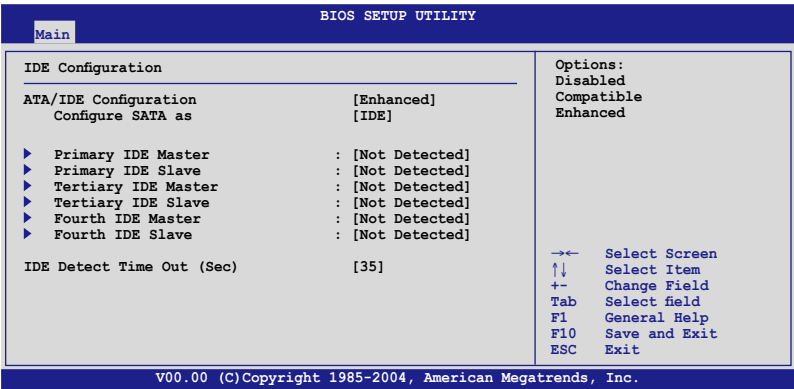 BIOS SETUP UTILITY
Main
IDE Configuration
ATA/IDE Configuration [Enhanced]
Configure SATA as [IDE]
Primary IDE Master : [Not Detected]
Primary IDE Slave : [Not Detected]
Tertiary IDE Master : [Not Detected]
Tertiary IDE Slave : [Not Detected]
Fourth IDE Master : [Not Detected]
Fourth IDE Slave : [Not Detected]
IDE Detect Time Out (Sec) [35]
Options:
Disabled
Compatible
Enhanced
→← Select Screen
↑↓ Select Item
+- Change Field
Tab Select field
F1 General Help
F10 Save and Exit
ESC Exit
V00.00 (C)Copyright 1985-2004, American Megatrends, Inc.